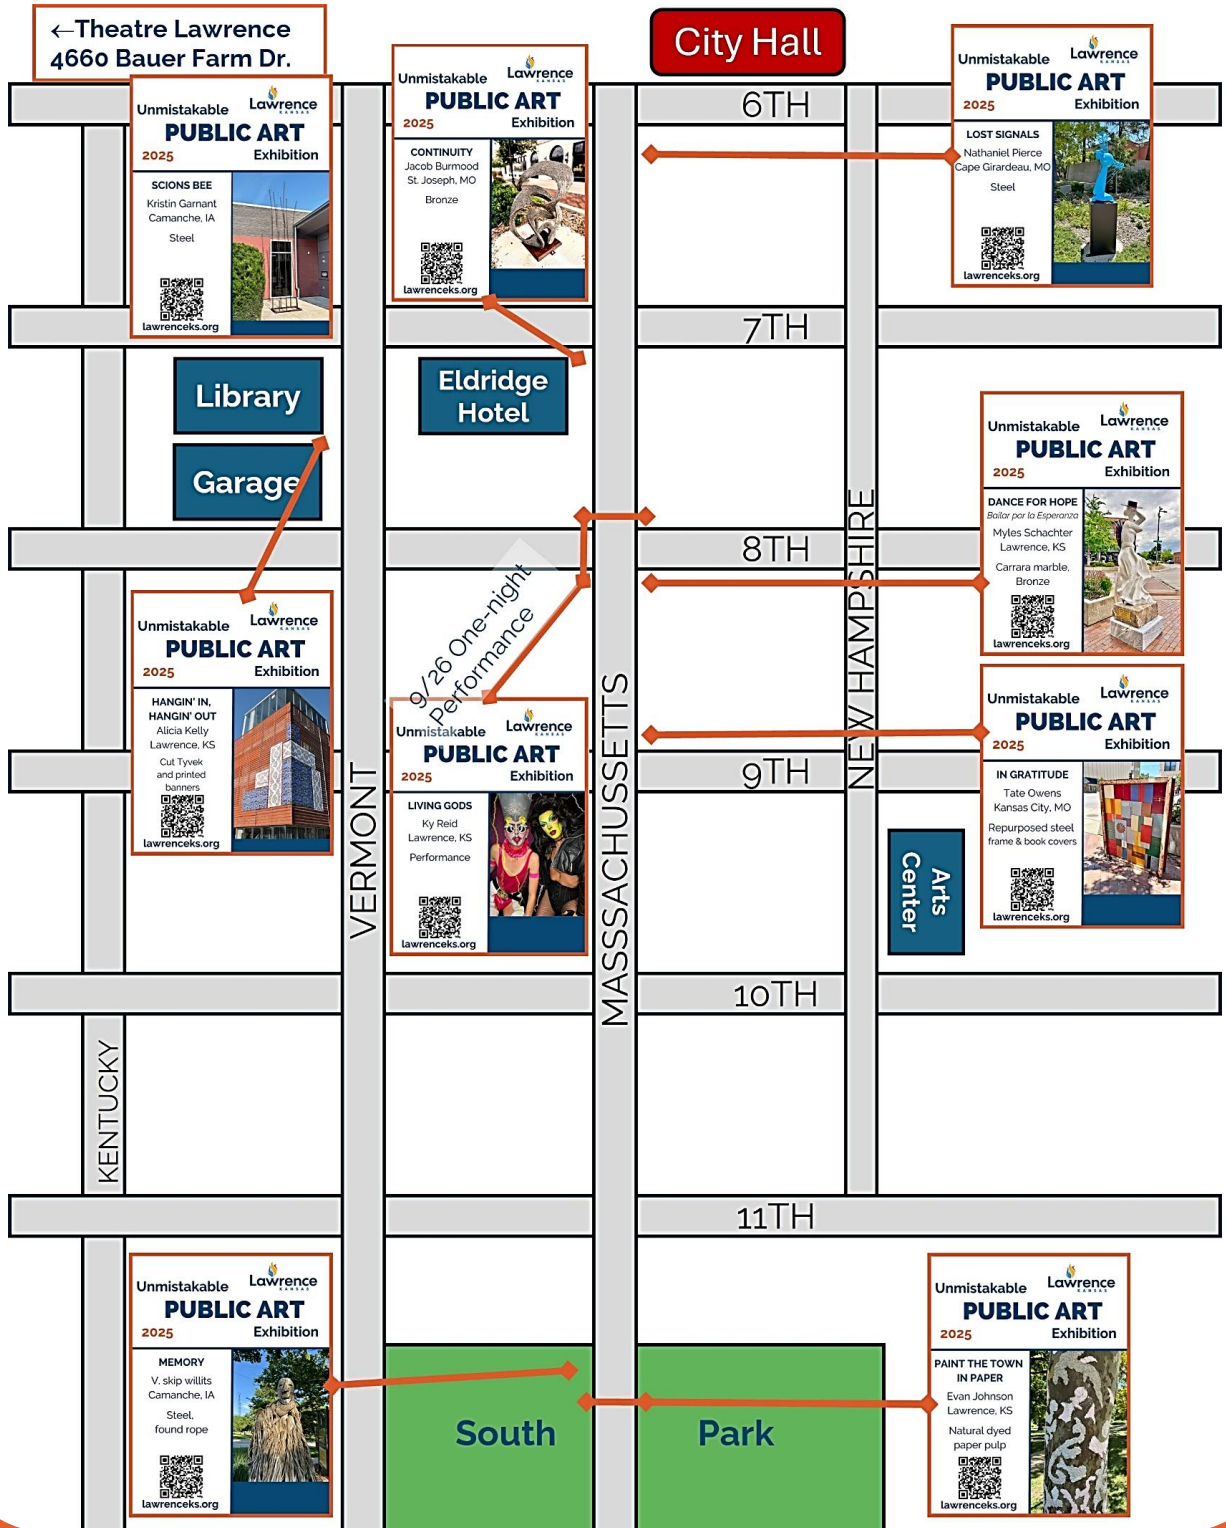 ←Theatre Lawrence
4660 Bauer Farm Dr.
City Hall
6TH
7TH
8TH
9TH
10TH
11TH
KENTUCKY
VERMONT
MASSSACHUSSETTS
NEW HAMPSHIRE
Library
Garage
Eldridge
Hotel
Arts
Center
South Park
Unmistakable
Lawrence
KANSAS
PUBLIC ART
2025 Exhibition
SCIONS BEE
Kristin Garnant
Camanche, IA
Steel
lawrenceks.org
Unmistakable
Lawrence
KANSAS
PUBLIC ART
2025 Exhibition
CONTINUITY
Jacob Burmood
St. Joseph, MO
Bronze
lawrenceks.org
Unmistakable
Lawrence
KANSAS
PUBLIC ART
2025 Exhibition
LOST SIGNALS
Nathaniel Pierce
Cape Girardeau, MO
Steel
lawrenceks.org
Unmistakable
Lawrence
KANSAS
PUBLIC ART
2025 Exhibition
DANCE FOR HOPE
Bailar por la Esperanza
Myles Schachter
Lawrence, KS
Carrara marble,
Bronze
lawrenceks.org
Unmistakable
Lawrence
KANSAS
PUBLIC ART
2025 Exhibition
HANGIN' IN,
HANGIN' OUT
Alicia Kelly
Lawrence, KS
Cut Tyvek
and printed
banners
lawrenceks.org
9/26 One-night
Performance
Unmistakable
Lawrence
KANSAS
PUBLIC ART
2025 Exhibition
LIVING GODS
Ky Reid
Lawrence, KS
Performance
lawrenceks.org
Unmistakable
Lawrence
KANSAS
PUBLIC ART
2025 Exhibition
IN GRATITUDE
Tate Owens
Kansas City, MO
Repurposed steel
frame & book covers
lawrenceks.org
Unmistakable
Lawrence
KANSAS
PUBLIC ART
2025 Exhibition
MEMORY
V. skip willits
Camanche, IA
Steel,
found rope
lawrenceks.org
Unmistakable
Lawrence
KANSAS
PUBLIC ART
2025 Exhibition
PAINT THE TOWN
IN PAPER
Evan Johnson
Lawrence, KS
Natural dyed
paper pulp
lawrenceks.org